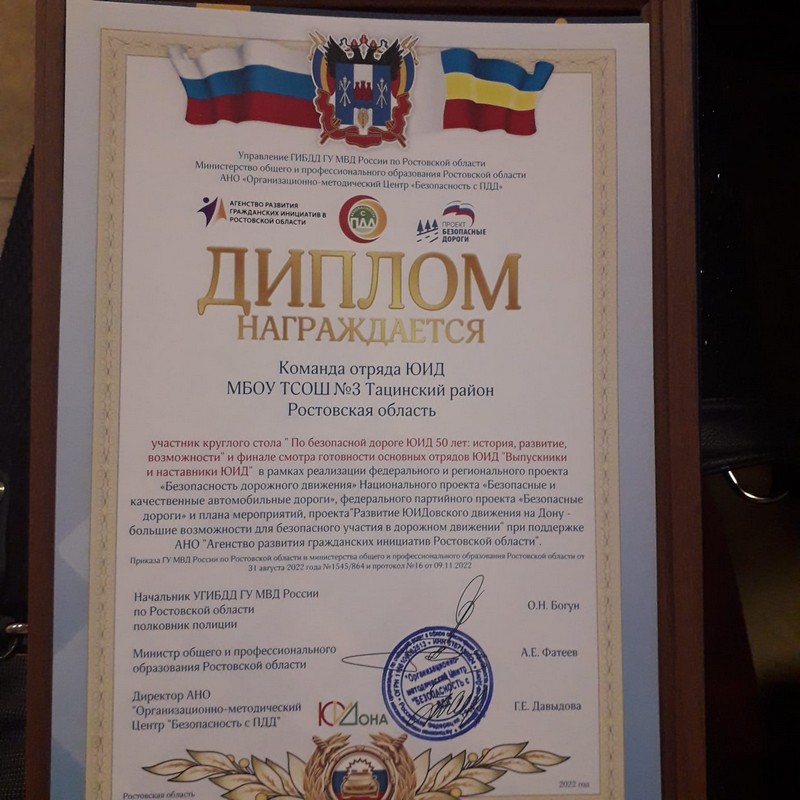 Управление ГИБДД ГУ МВД России по Ростовской области
Министерство общего и профессионального образования Ростовской области
АНО «Организационно-методический Центр «Безопасность с ПДД»
АГЕНСТВО РАЗВИТИЯ
ГРАЖДАНСКИХ ИНИЦИАТИВ В
РОСТОВСКОЙ ОБЛАСТИ
С
ПДД
ПРОЕКТ
БЕЗОПАСНЫЕ
ДОРОГИ
ДИПЛОМ
НАГРАЖДАЕТСЯ
Команда отряда ЮИД
МБОУ ТСОШ №3 Тацинский район
Ростовская область
участник круглого стола " По безопасной дороге ЮИД 50 лет: история, развитие,
возможности" и финале смотра готовности основных отрядов ЮИД "Выпускники
и наставники ЮИД" в рамках реализации федерального и регионального проекта
«Безопасность дорожного движения» Национального проекта «Безопасные и
качественные автомобильные дороги», федерального партийного проекта «Безопасные
дороги» и плана мероприятий, проекта"Развитие ЮИДовского движения на Дону -
большие возможности для безопасного участия в дорожном движении" при поддержке
АНО "Агенство развития гражданских инициатив Ростовской области".
Приказа ГУ МВД России по Ростовской области и министерства общего и профессионального образования Ростовской области от
31 августа 2022 года №1545/864 и протокол №16 от 09.11.2022
Начальник УГИБДД ГУ МВД России
по Ростовской области
полковник полиции
О.Н. Богун
Министр общего и профессионального
образования Ростовской области
А.Е. Фатеев
Директор АНО
"Организационно-методический
Центр "Безопасность с ПДД"
ЮИДОНА
"Организационно-
методический Центр
"БЕЗОПАСНОСТЬ с
Г.Е. Давыдова
Ростовская область
2022 год